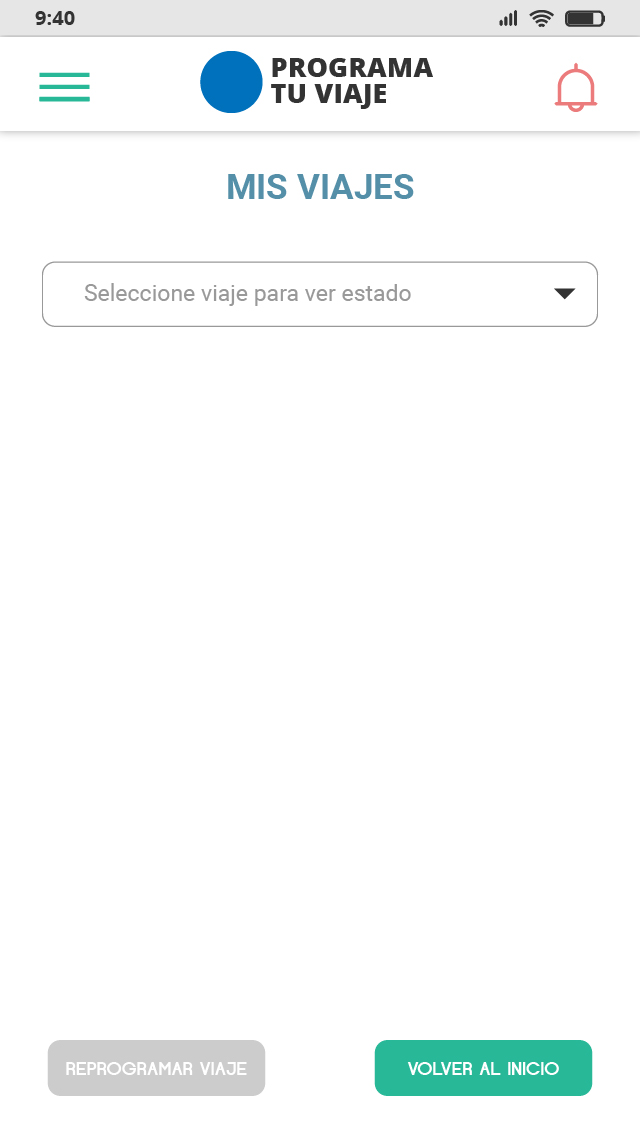 9:40
PROGRAMA
TU VIAJE
MIS VIAJES
Seleccione viaje para ver estado
REPROGRAMAR VIAJE
VOLVER AL INICIO